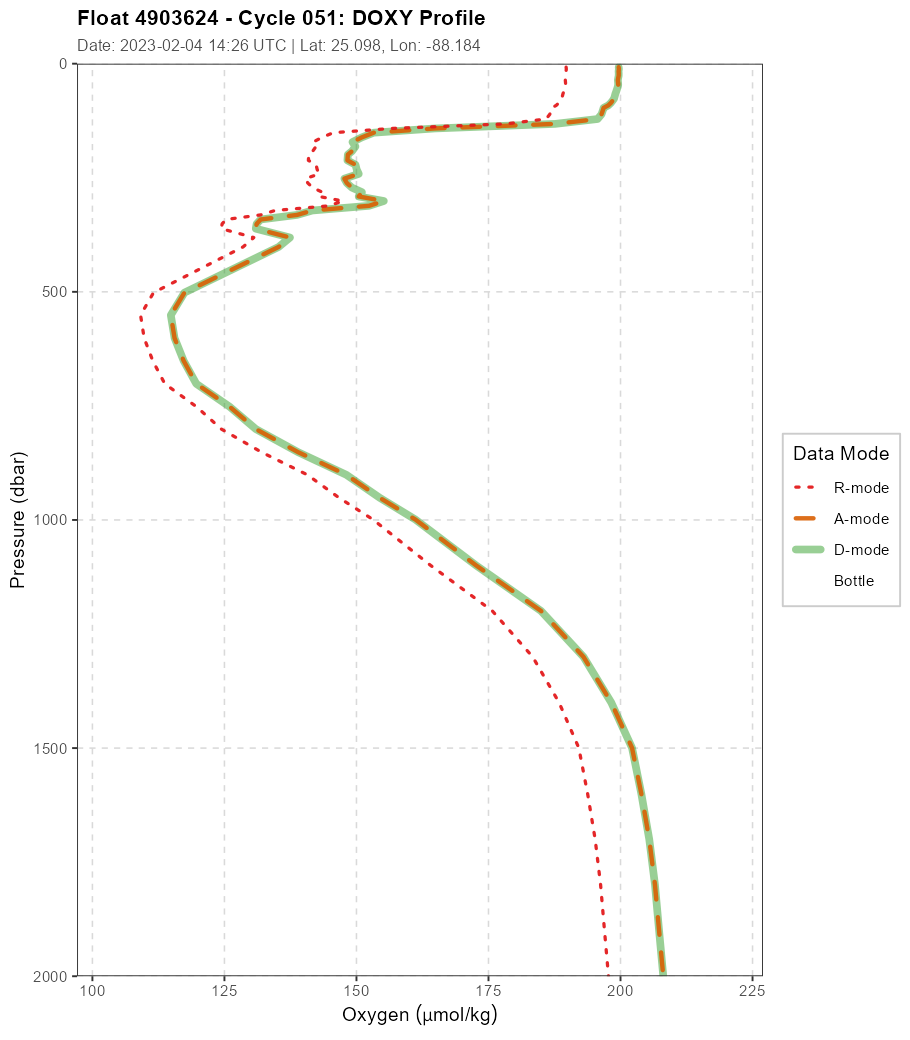 Float 4903624 - Cycle 051: DOXY Profile
Date: 2023-02-04 14:26 UTC | Lat: 25.098, Lon: -88.184
0
500
1000
1500
2000
Pressure (dbar)
100 125 150 175 200 225
Oxygen (μmol/kg)
Data Mode
R-mode
A-mode
D-mode
Bottle